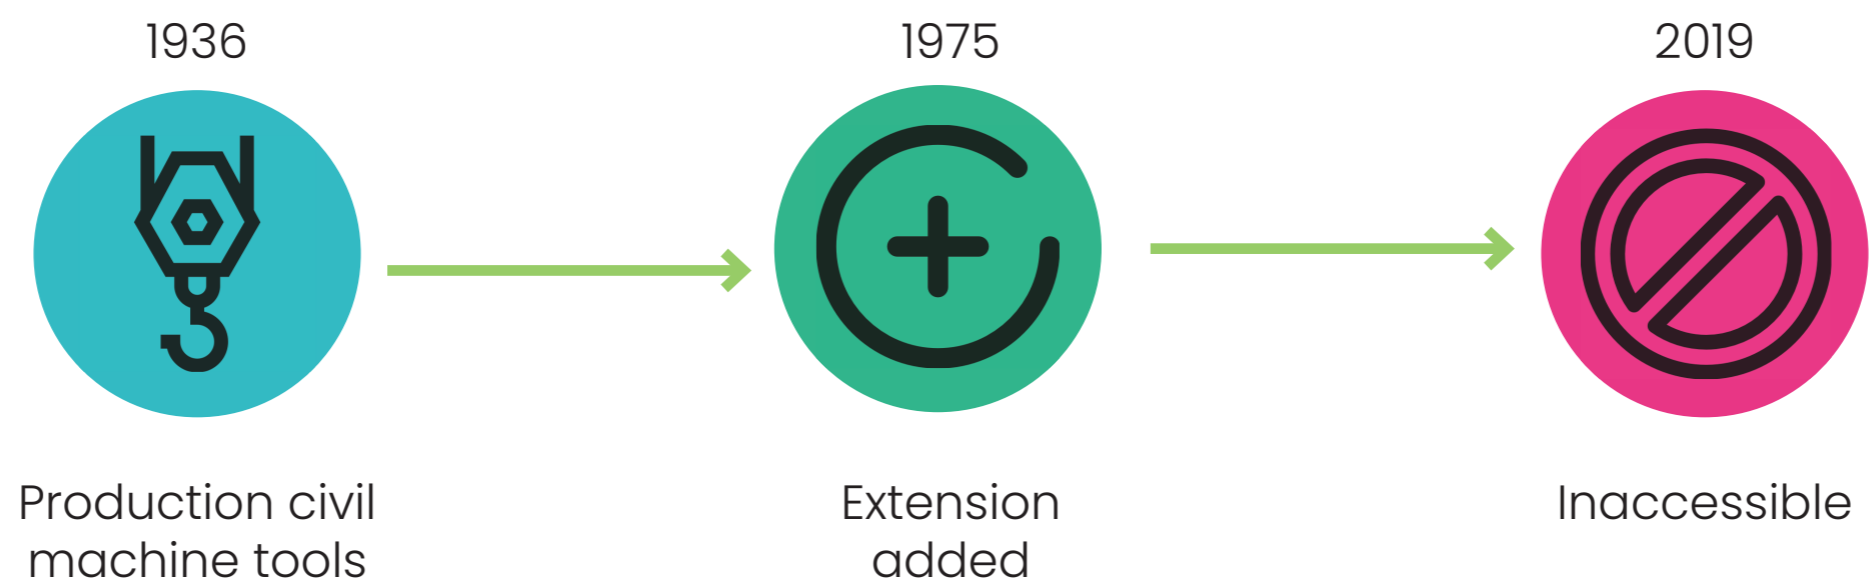 1936
Production civil
machine tools
1975
Extension
added
2019
Inaccessible